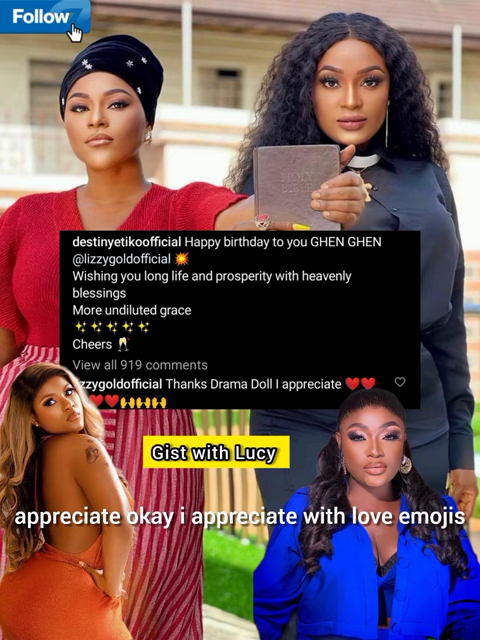 Follow
HOLY
BIBLE
destinyetikoofficial Happy birthday to you GHEN GHEN
@lizzygoldofficial 💥
Wishing you long life and prosperity with heavenly
blessings
More undiluted grace
✨✨✨✨✨
Cheers 🥂
View all 919 comments
zzygoldofficial Thanks Drama Doll I appreciate ❤️❤️
❤️❤️🙌🙌🙌
Gist with Lucy
appreciate okay i appreciate with love emojis